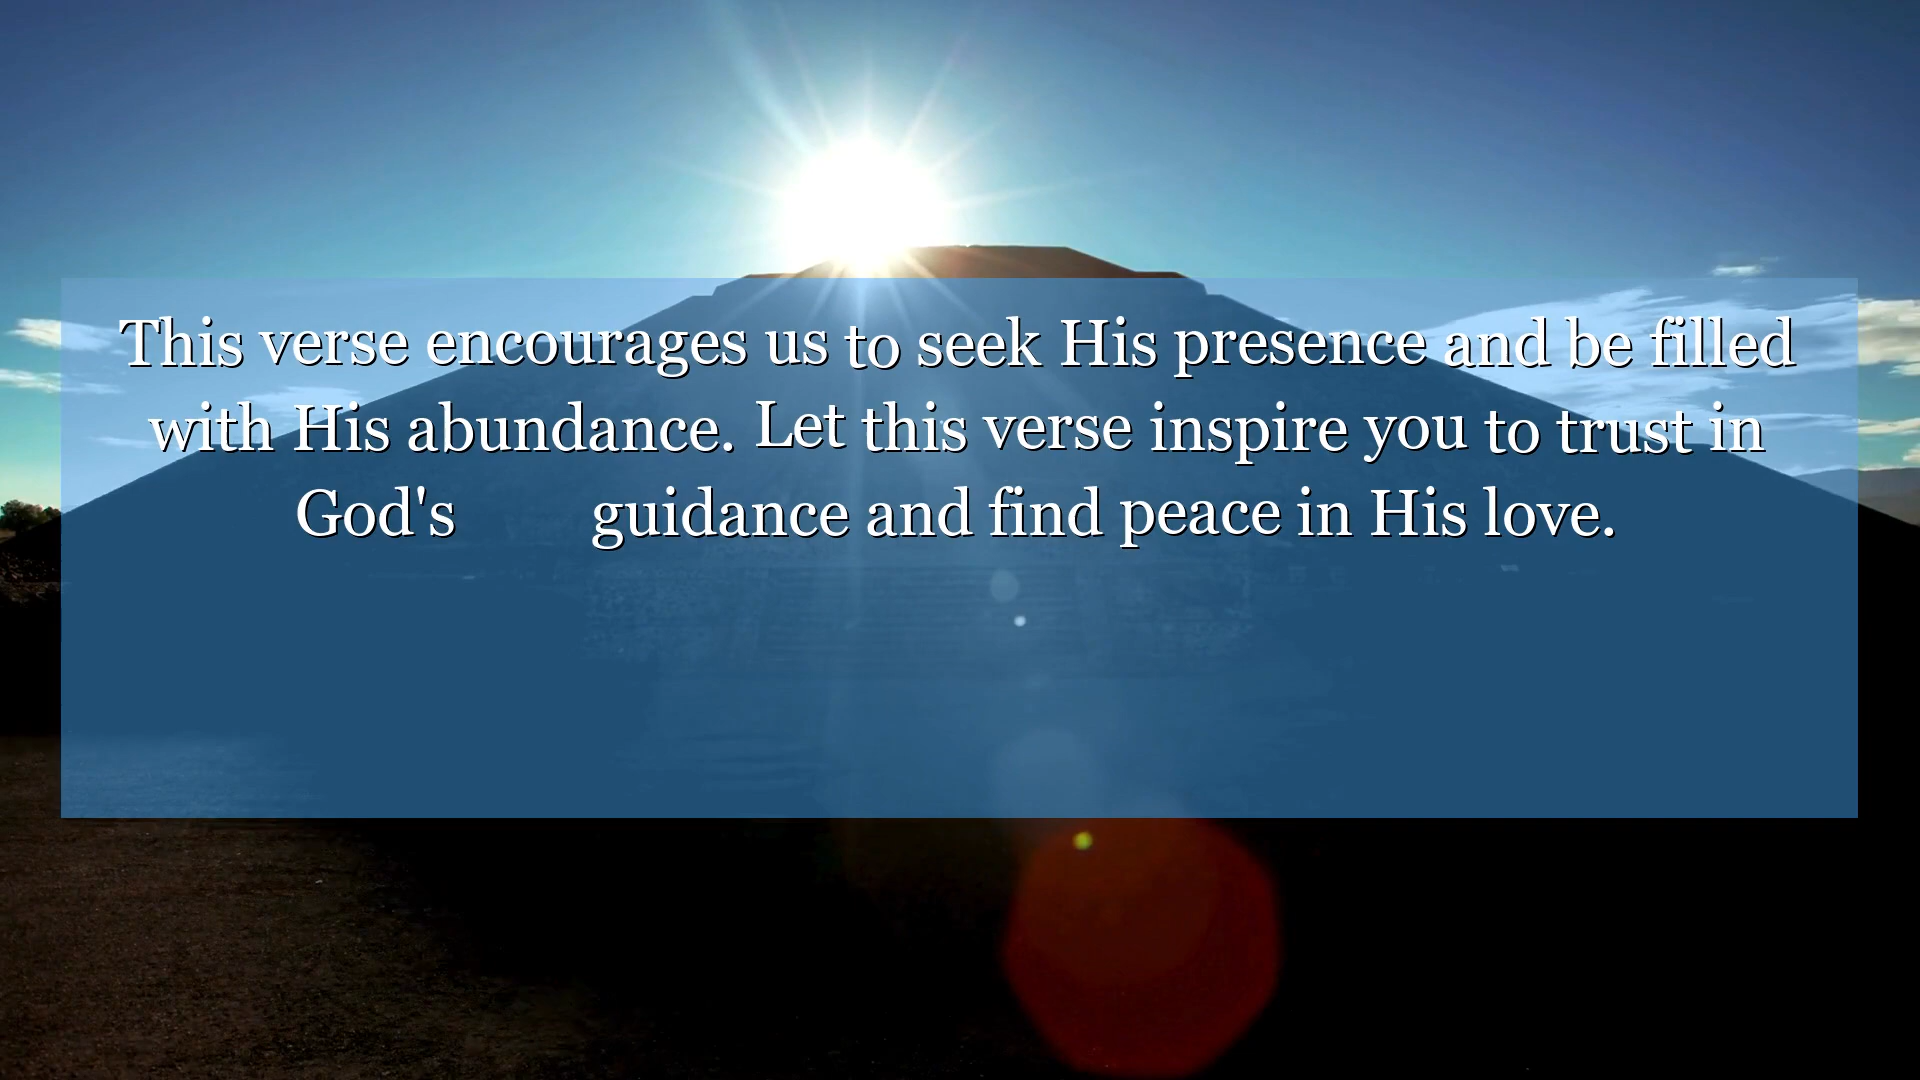 This verse encourages us to seek His presence and be filled
with His abundance. Let this verse inspire you to trust in
God's guidance and find peace in His love.